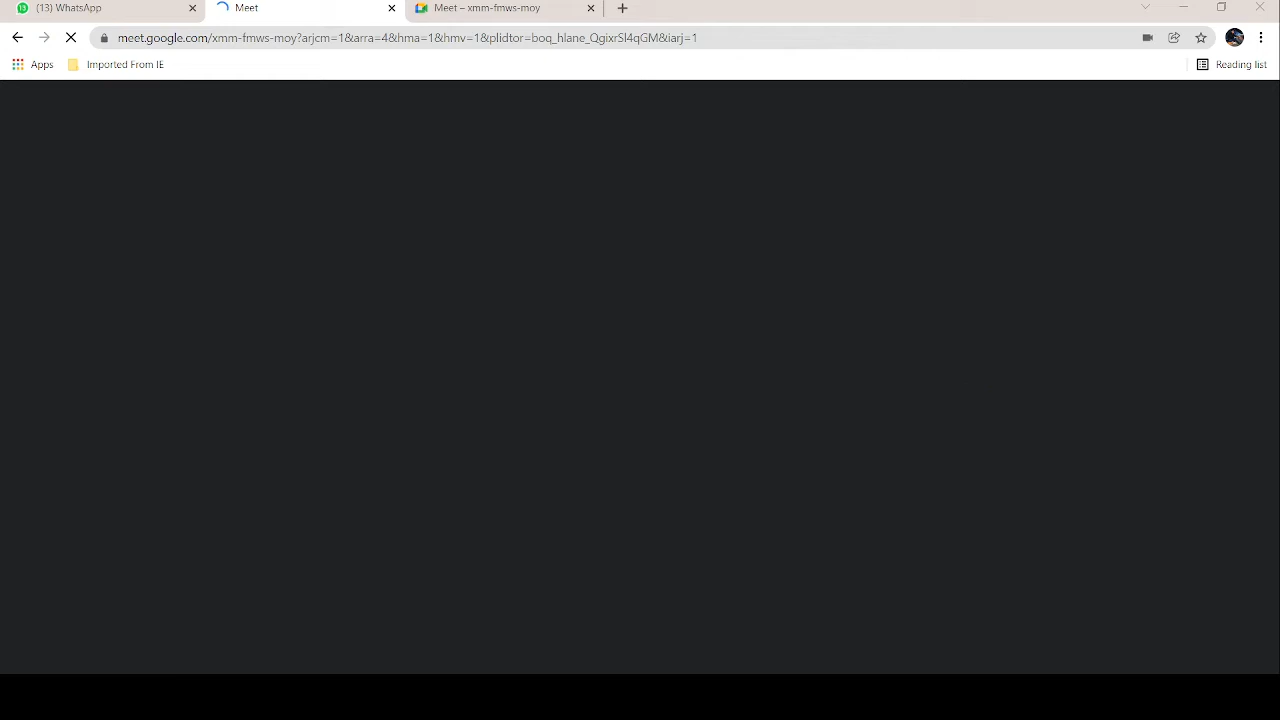 (13) WhatsApp
Meet
Meet – xmm-fmws-moy
meet.google.com/xmm-fmws-moy?arjcm=1&arra=4&hma=1&hmv=1&plidtor=boq_hlane_QgixrSl4qGM&iarj=1
Apps
Imported From IE
Reading list